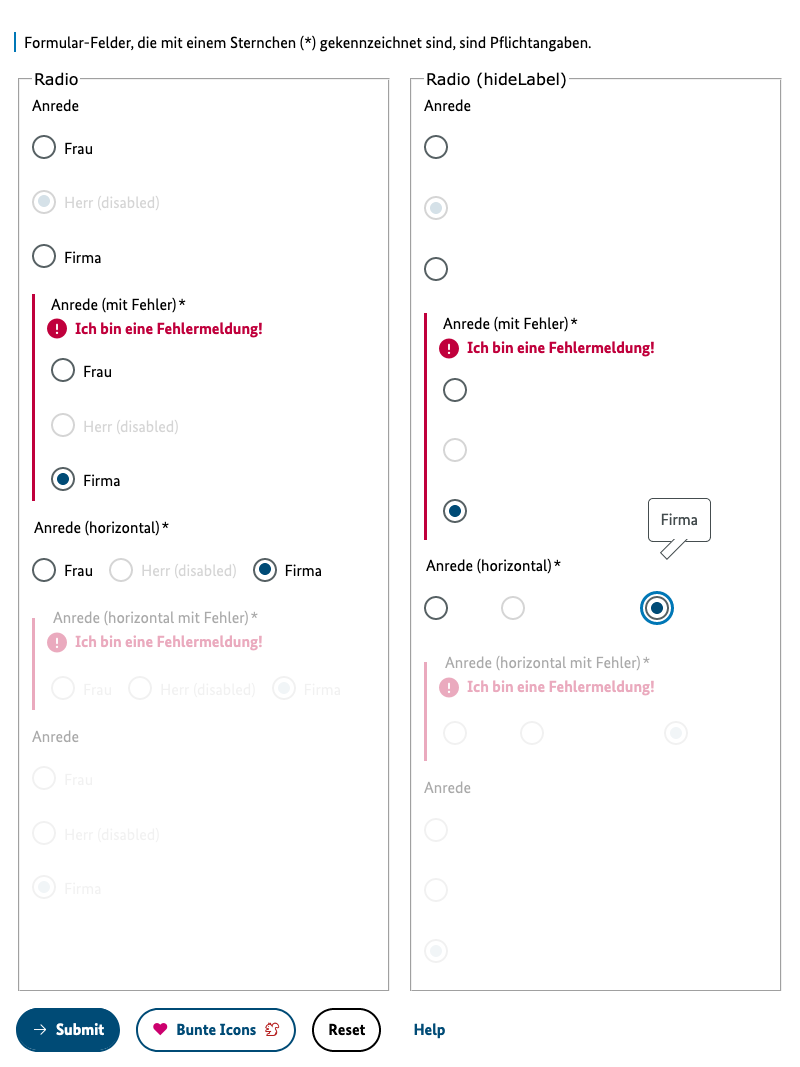 Formular-Felder, die mit einem Sternchen (*) gekennzeichnet sind, sind Pflichtangaben.
Radio
Anrede
Frau
Herr (disabled)
Firma
Anrede (mit Fehler)*
Ich bin eine Fehlermeldung!
Frau
Herr (disabled)
Firma
Anrede (horizontal)*
Frau Herr (disabled) Firma
Anrede (horizontal mit Fehler)*
Ich bin eine Fehlermeldung!
Frau Herr (disabled) Firma
Anrede
Frau
Herr (disabled)
Firma
Radio (hideLabel)
Anrede
Anrede (mit Fehler)*
Ich bin eine Fehlermeldung!
Firma
Anrede (horizontal)*
Anrede (horizontal mit Fehler)*
Ich bin eine Fehlermeldung!
Anrede
Submit Bunte Icons Reset Help